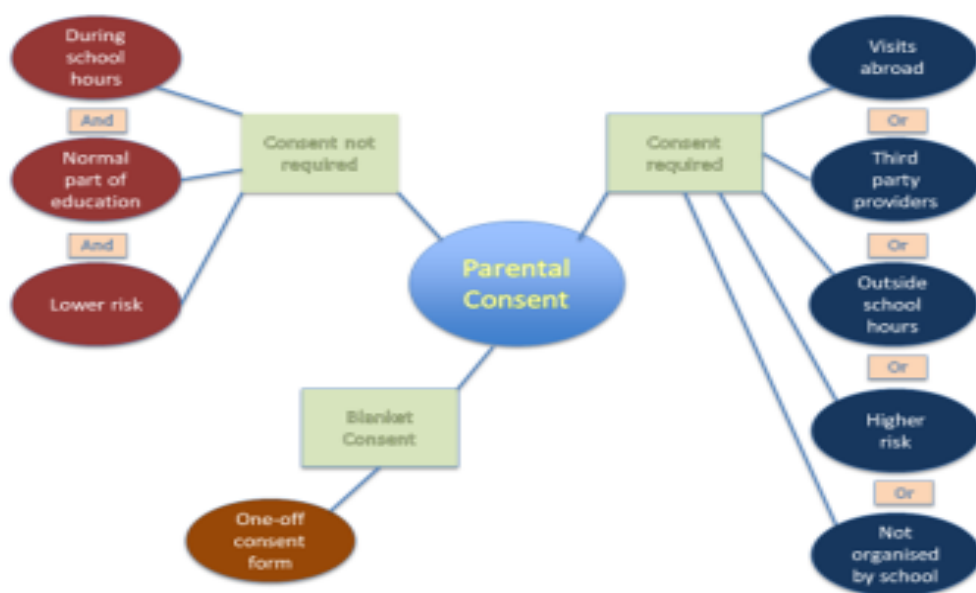 During
school
hours
And
Normal
part of
education
And
Lower risk
Consent not
required
Parental
Consent
Blanket
Consent
One-off
consent
form
Consent
required
Visits
abroad
Or
Third
party
providers
Or
Outside
school
hours
Or
Higher
risk
Or
Not
organised
by school